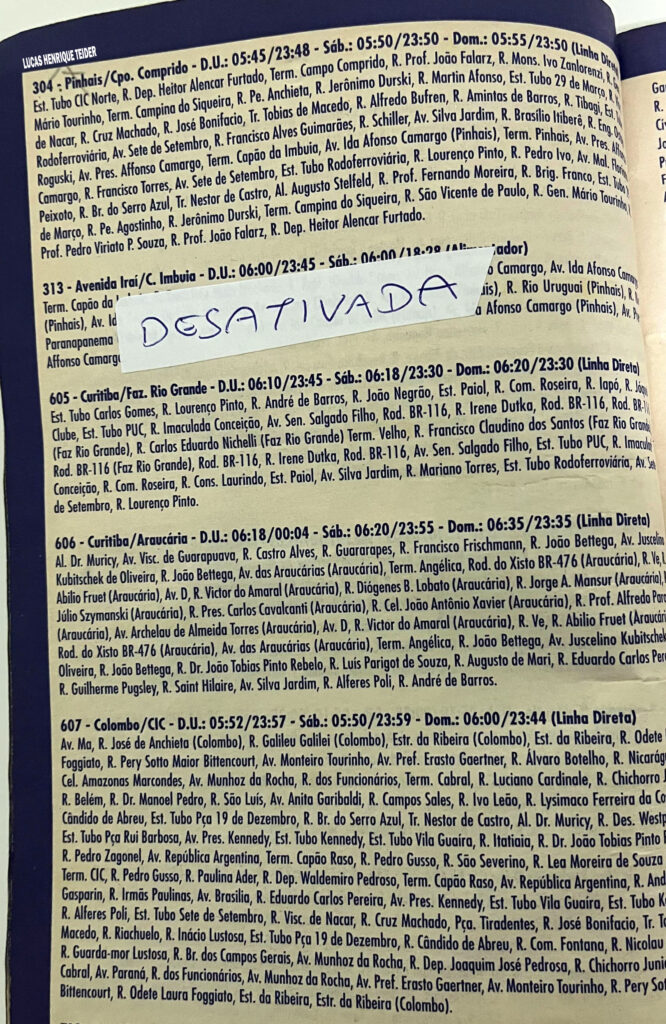 LUCAS HENRIQUE TEIDER
304 - Pinhais/Cpo. Comprido - D.U.: 05:45/23:48 - Sáb.: 05:50/23:50 - Dom.: 05:55/23:50 (Linha Direta)
Est. Tubo CIC Norte, R. Dep. Heitor Alencar Furtado, Term. Campo Comprido, R. Prof. João Falarz, R. Mons. Ivo Zanlorenzi, R.
Mário Tourinho, Term. Campina do Siqueira, R. Pe. Anchieta, R. Jerônimo Durski, R. Martin Afonso, Est. Tubo 29 de Março, R.
de Nacar, R. Cruz Machado, R. José Bonifacio, Tr. Tobias de Macedo, R. Alfredo Bufren, R. Amintas de Barros, R. Tibagi, Est.
Rodoferroviária, Av. Sete de Setembro, R. Francisco Alves Guimarães, R. Schiller, Av. Silva Jardim, R. Brasílio Itiberê, R. Eng.
Roguski, Av. Pres. Affonso Camargo, Term. Capão da Imbuia, Av. Ida Afonso Camargo (Pinhais), Term. Pinhais, Av. Pres.
Camargo, R. Francisco Torres, Av. Sete de Setembro, Est. Tubo Rodoferroviária, R. Lourenço Pinto, R. Pedro Ivo, Av. Mal.
Peixoto, R. Br. do Serro Azul, Tr. Nestor de Castro, Al. Augusto Stelfeld, R. Prof. Fernando Moreira, R. Brig. Franco, Est. Tubo
de Março, R. Pe. Agostinho, R. Jerônimo Durski, Term. Campina do Siqueira, R. São Vicente de Paulo, R. Gen. Mário Tourinho,
Prof. Pedro Viriato P. Souza, R. Prof. João Falarz, R. Dep. Heitor Alencar Furtado.
313 - Avenida Iraí/C. Imbuia - D.U.: 06:00/23:45 - Sáb.: 06:00/18:28
Term. Capão da Camargo, Av. Ida Afonso
(Pinhais), Av. R. Rio Uruguai (Pinhais), R.
Paranapanema Afonso Camargo (Pinhais), Av.
Affonso Camargo
DESATIVADA
605 - Curitiba/Faz. Rio Grande - D.U.: 06:10/23:45 - Sáb.: 06:18/23:30 - Dom.: 06:20/23:30 (Linha Direta)
Est. Tubo Carlos Gomes, R. Lourenço Pinto, R. André de Barros, R. João Negrão, Est. Paiol, R. Com. Roseira, R. Iapó, R.
Clube, Est. Tubo PUC, R. Imaculada Conceição, Av. Sen. Salgado Filho, Rod. BR-116, R. Irene Dutka, Rod. BR-116, Rod. BR-116
(Faz Rio Grande), R. Carlos Eduardo Nichelli (Faz Rio Grande) Term. Velho, R. Francisco Claudino dos Santos (Faz Rio Grande)
Rod. BR-116 (Faz Rio Grande), Rod. BR-116, R. Irene Dutka, Rod. BR-116, Av. Sen. Salgado Filho, Est. Tubo PUC, R.
Conceição, R. Com. Roseira, R. Cons. Laurindo, Est. Paiol, Av. Silva Jardim, R. Mariano Torres, Est. Tubo Rodoferroviária, Av.
de Setembro, R. Lourenço Pinto.
606 - Curitiba/Araucária - D.U.: 06:18/00:04 - Sáb.: 06:20/23:55 - Dom.: 06:35/23:35 (Linha Direta)
Al. Dr. Muricy, Av. Visc. de Guarapuava, R. Castro Alves, R. Guararapes, R. Francisco Frischmann, R. João Bettega, Av. Juscelino
Kubitschek de Oliveira, R. João Bettega, Av. das Araucárias (Araucária), Term. Angélica, Rod. do Xisto BR-476 (Araucária), R. Ve,
Abilio Fruet (Araucária), Av. D, R. Victor do Amaral (Araucária), R. Diógenes B. Lobato (Araucária), R. Jorge A. Mansur (Araucária),
Júlio Szymanski (Araucária), R. Pres. Carlos Cavalcanti (Araucária), R. Cel. João Antônio Xavier (Araucária), R. Prof. Alfredo
(Araucária), Av. Archelau de Almeida Torres (Araucária), Av. D, R. Victor do Amaral (Araucária), R. Ve, R. Abilio Fruet
Rod. do Xisto BR-476 (Araucária), Av. das Araucárias (Araucária), Term. Angélica, R. João Bettega, Av. Juscelino Kubitschek
Oliveira, R. João Bettega, R. Dr. João Tobias Pinto Rebelo, R. Luís Parigot de Souza, R. Augusto de Mari, R. Eduardo Carlos
R. Guilherme Pugsley, R. Saint Hilaire, Av. Silva Jardim, R. Alferes Poli, R. André de Barros.
607 - Colombo/CIC - D.U.: 05:52/23:57 - Sáb.: 05:50/23:59 - Dom.: 06:00/23:44 (Linha Direta)
Av. Ma, R. José de Anchieta (Colombo), R. Galileu Galilei (Colombo), Estr. da Ribeira (Colombo), Est. da Ribeira, R. Odete
Foggiato, R. Pery Sotto Maior Bittencourt, Av. Monteiro Tourinho, Av. Pref. Erasto Gaertner, R. Álvaro Botelho, R.
Cel. Amazonas Marcondes, Av. Munhoz da Rocha, R. dos Funcionários, Term. Cabral, R. Luciano Cardinale, R. Chichorro
R. Belém, R. Dr. Manoel Pedro, R. São Luís, Av. Anita Garibaldi, R. Campos Sales, R. Ivo Leão, R. Lysimaco Ferreira da
Cândido de Abreu, Est. Tubo Pça 19 de Dezembro, R. Br. do Serro Azul, Tr. Nestor de Castro, Al. Dr. Muricy, R. Des.
Est. Tubo Pça Rui Barbosa, Av. Pres. Kennedy, Est. Tubo Kennedy, Est. Tubo Vila Guaíra, R. Itatiaia, R. Dr. João Tobias Pinto
R. Pedro Zagonel, Av. República Argentina, Term. Capão Raso, R. Pedro Gusso, R. São Severino, R. Lea Moreira de Souza
Term. CIC, R. Pedro Gusso, R. Paulina Ader, R. Dep. Waldemiro Pedroso, Term. Capão Raso, Av. República Argentina, R.
Gasparin, R. Irmãs Paulinas, Av. Brasilia, R. Eduardo Carlos Pereira, Av. Pres. Kennedy, Est. Tubo Vila Guaíra, Est. Tubo
R. Alferes Poli, Est. Tubo Sete de Setembro, R. Visc. de Nacar, R. Cruz Machado, Pça. Tiradentes, R. José Bonifacio, Tr.
Macedo, R. Riachuelo, R. Inácio Lustosa, Est. Tubo Pça 19 de Dezembro, R. Cândido de Abreu, R. Com. Fontana, R. Nicolau
R. Guarda-mor Lustosa, R. Br. dos Campos Gerais, Av. Munhoz da Rocha, R. Dep. Joaquim José Pedrosa, R. Chichorro
Cabral, Av. Paraná, R. dos Funcionários, Av. Munhoz da Rocha, Av. Pref. Erasto Gaertner, Av. Monteiro Tourinho, R. Pery
Bittencourt, R. Odete Laura Foggiato, Est. da Ribeira, Estr. da Ribeira (Colombo).